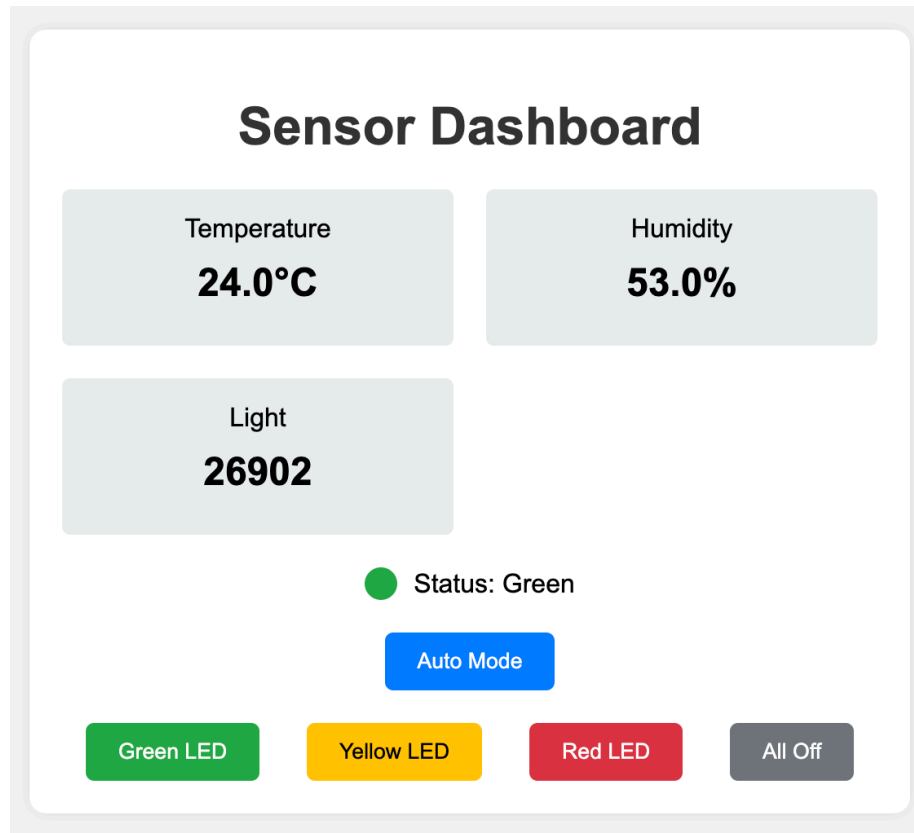 Sensor Dashboard
Temperature
24.0°C
Humidity
53.0%
Light
26902
Status: Green
Auto Mode
Green LED
Yellow LED
Red LED
All Off